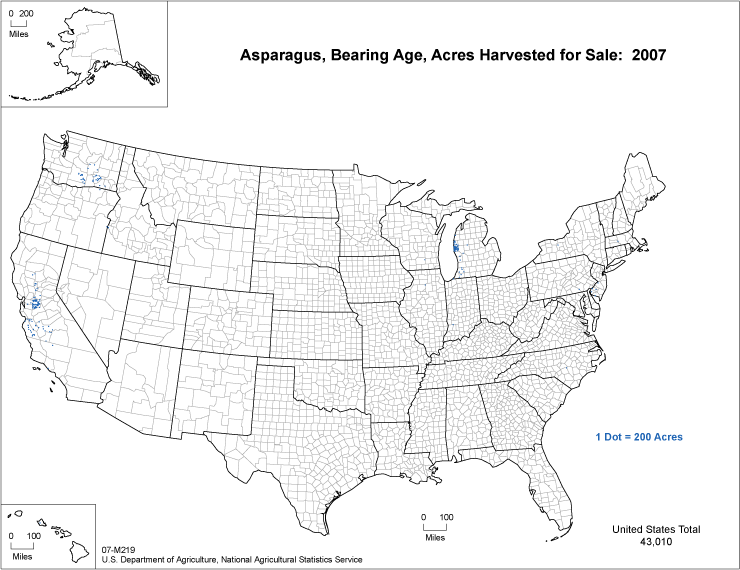 0 200
Miles
Asparagus, Bearing Age, Acres Harvested for Sale: 2007
1 Dot = 200 Acres
0 100
Miles
0 100
Miles
United States Total
43,010
07-M219
U.S. Department of Agriculture, National Agricultural Statistics Service